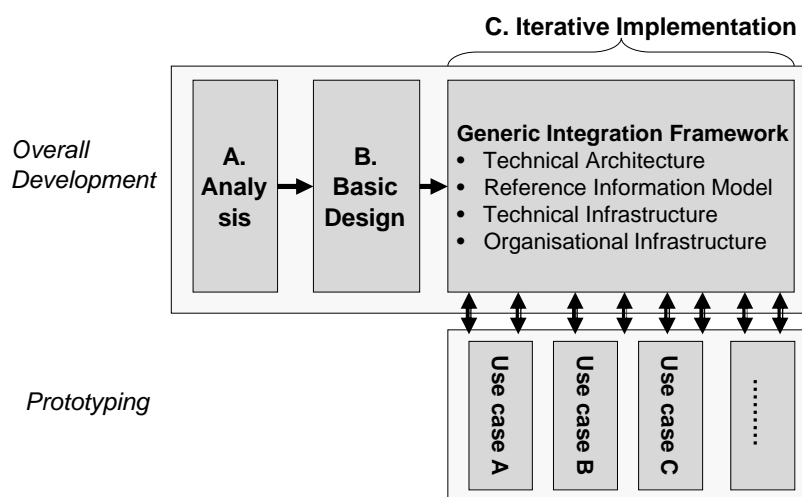 C. Iterative Implementation
Overall
Development
A.
Analy
sis
B.
Basic
Design
Generic Integration Framework
• Technical Architecture
• Reference Information Model
• Technical Infrastructure
• Organisational Infrastructure
Prototyping
Use case A
Use case B
Use case C
..........